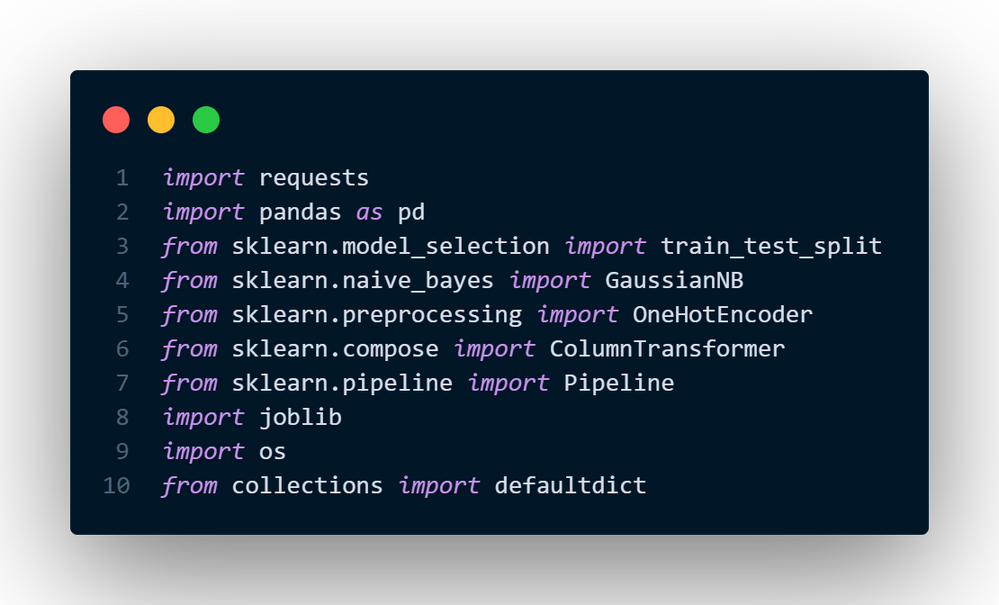 1 import requests
2 import pandas as pd
3 from sklearn.model_selection import train_test_split
4 from sklearn.naive_bayes import GaussianNB
5 from sklearn.preprocessing import OneHotEncoder
6 from sklearn.compose import ColumnTransformer
7 from sklearn.pipeline import Pipeline
8 import joblib
9 import os
10 from collections import defaultdict